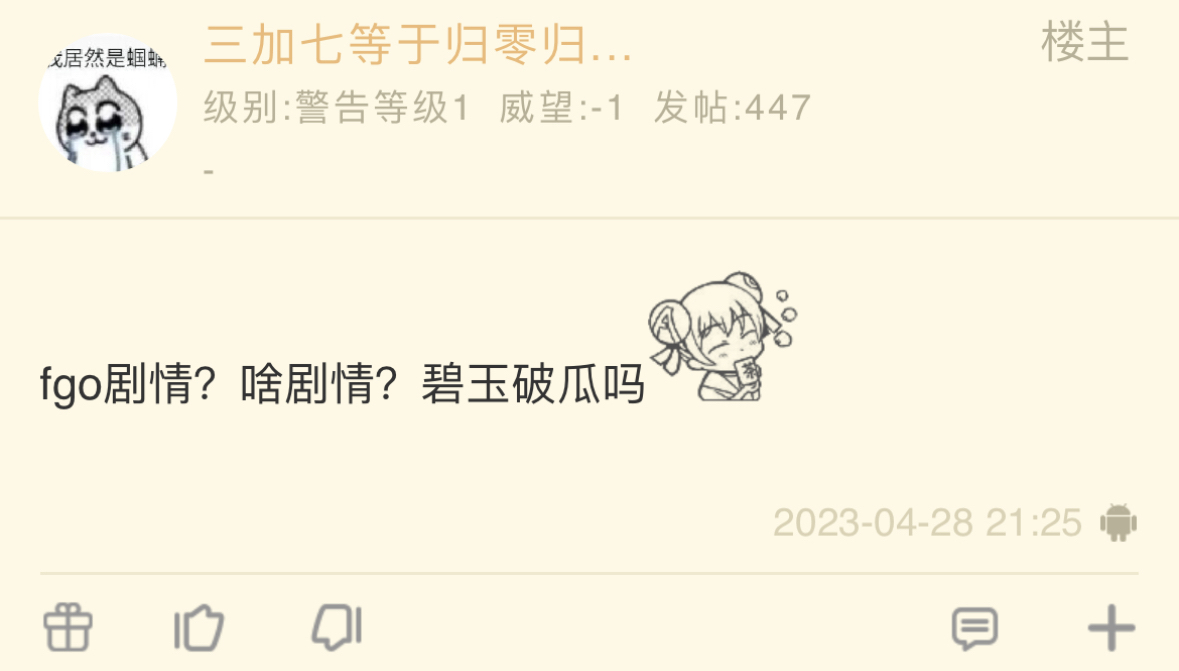 我居然是蝈蝻
三加七等于归零归...
楼主
级别:警告等级1 威望:-1 发帖:447
-
fgo剧情？啥剧情？碧玉破瓜吗
茶
2023-04-28 21:25